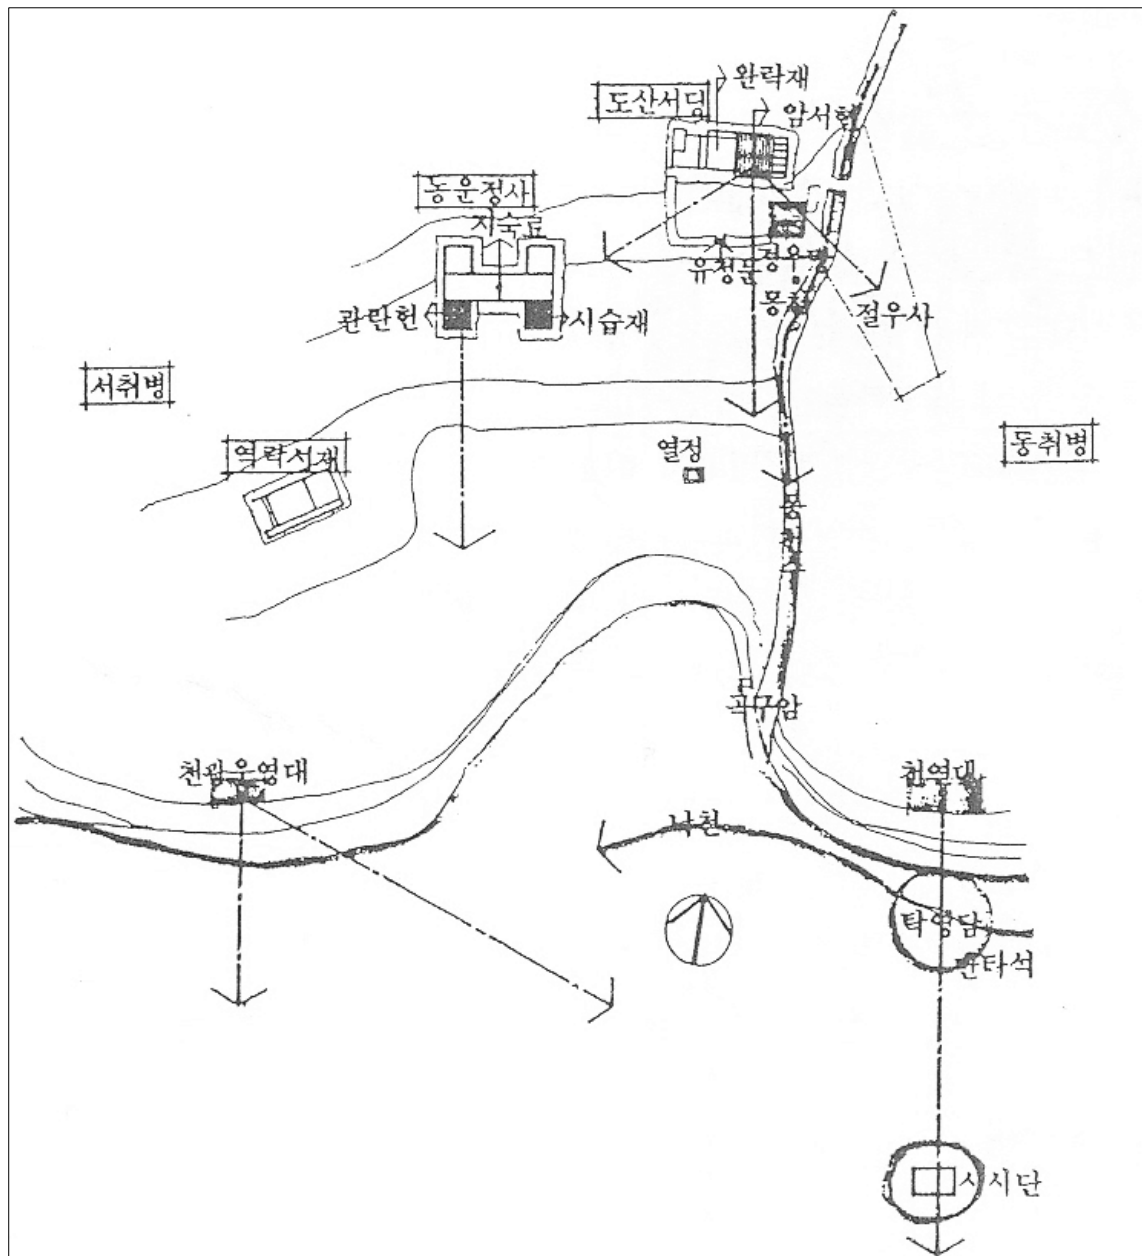 완락재
도산서당
암서헌
농운정사
지숙료
유정문
정우당
몽천
절우사
관란헌
시습재
서취병
동취병
역락서재
열정
곡구암
천광운영대
천연대
낙천
탁영담
반타석
시사단